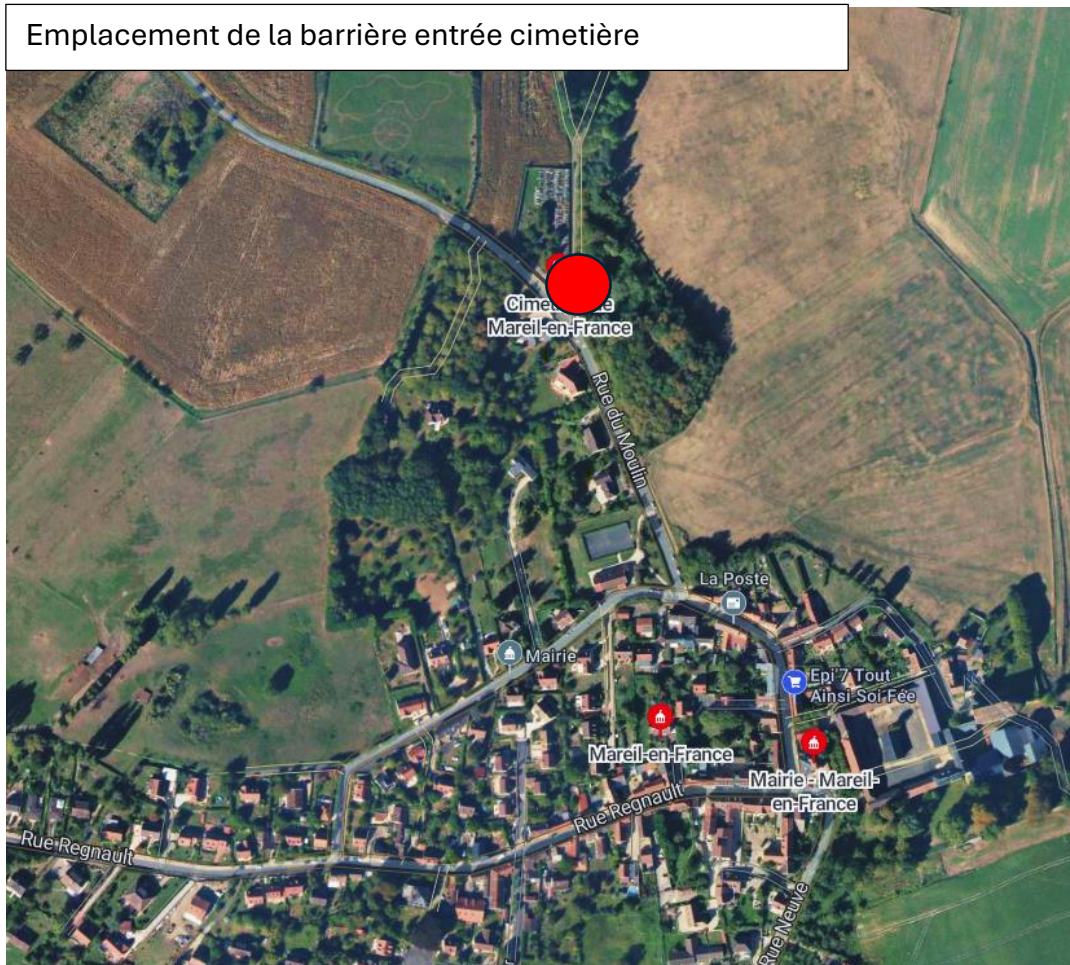 Emplacement de la barrière entrée cimetière
Mareil-en-France
Rue du Moulin
La Poste
Mairie
Epi'7 Tout
Ainsi Soi Fée
Mareil-en-France
Mairie - Mareil-
en-France
Rue Regnault
Rue Regnault
Rue Neuve